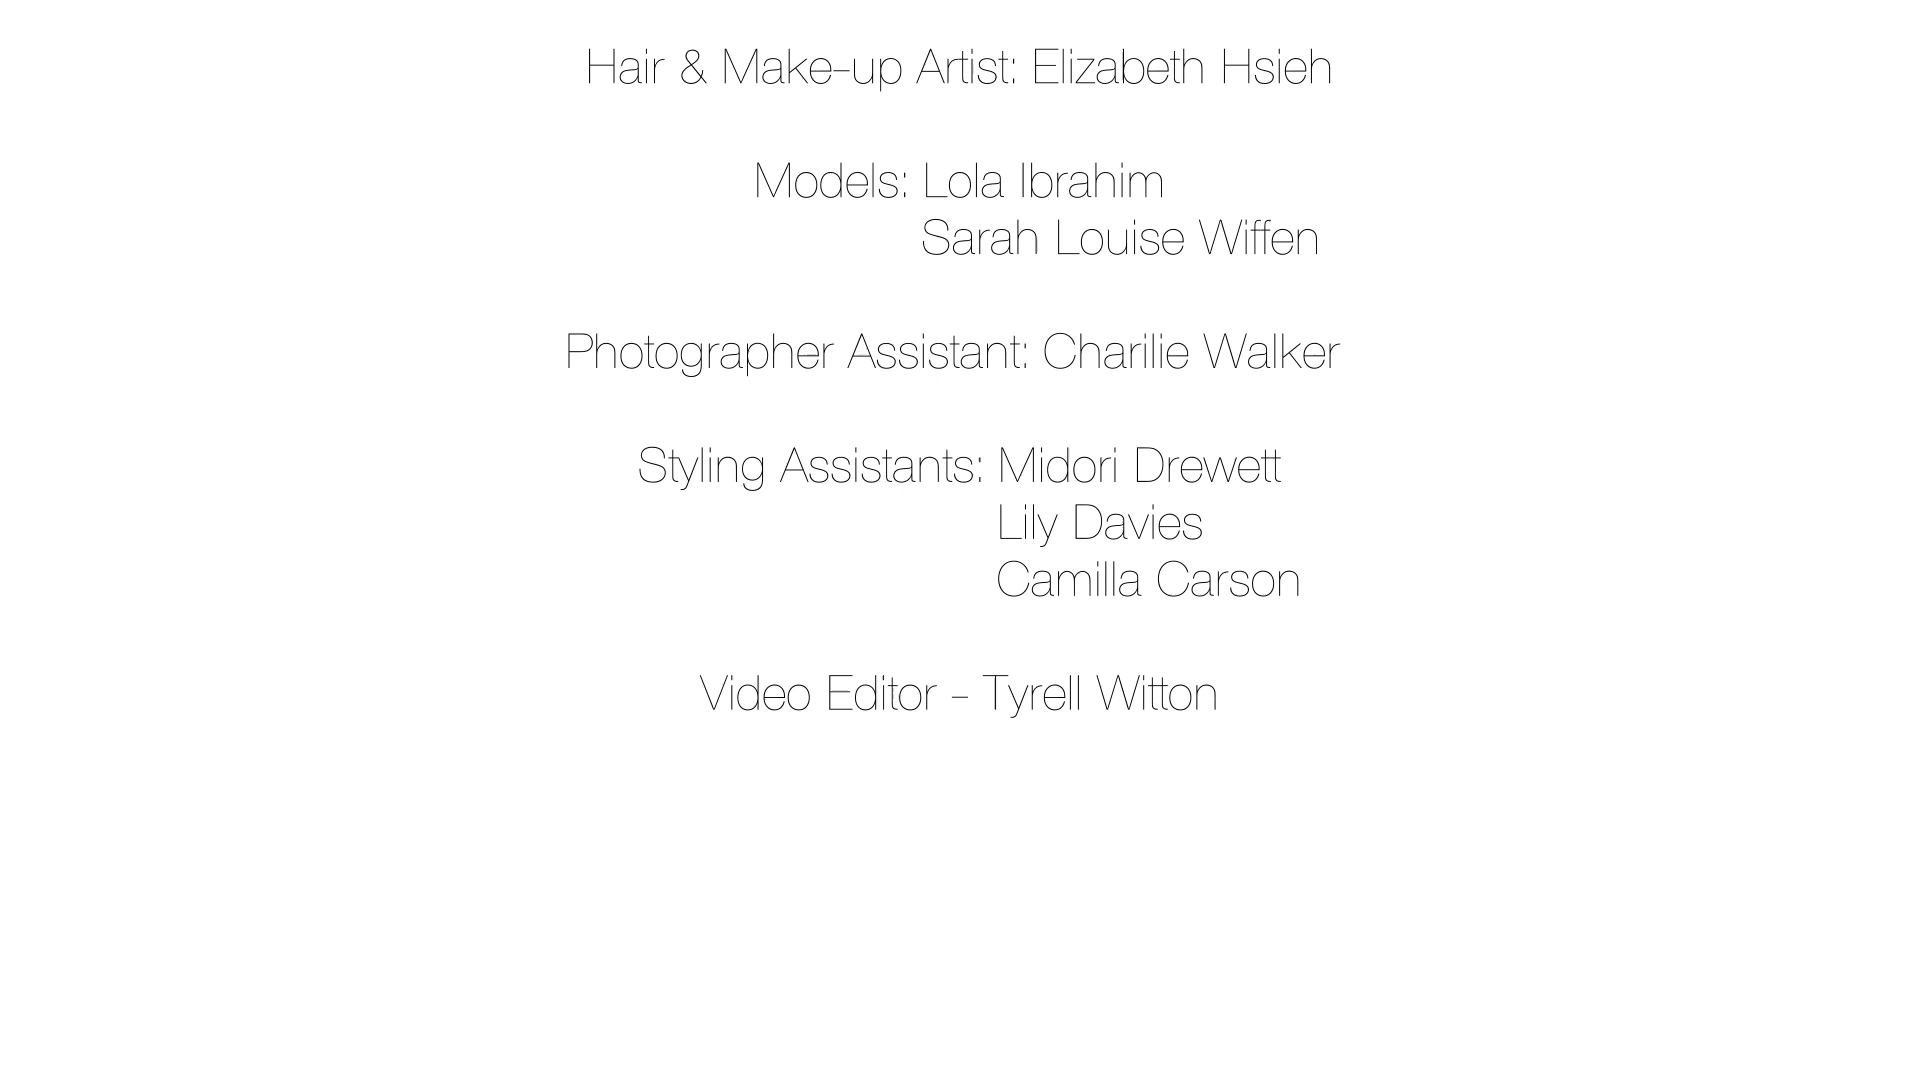 Hair & Make-up Artist: Elizabeth Hsieh
Models: Lola Ibrahim
Sarah Louise Wiffen
Photographer Assistant: Charilie Walker
Styling Assistants: Midori Drewett
Lily Davies
Camilla Carson
Video Editor - Tyrell Witton